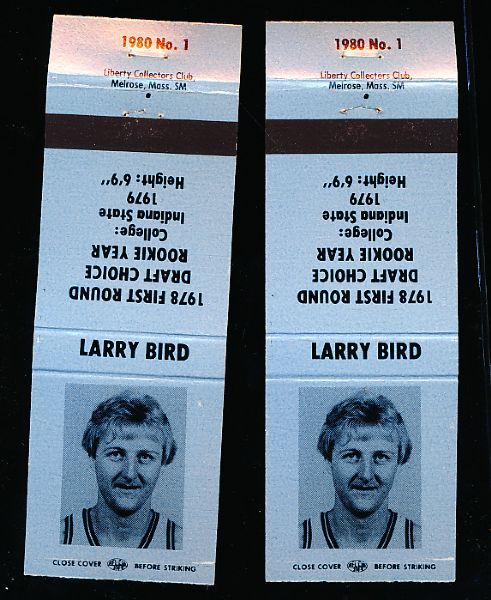 1980 No. 1
Liberty Collectors Club,
Melrose, Mass. SM
1978 FIRST ROUND
DRAFT CHOICE
ROOKIE YEAR
College:
Indiana State
1979
Height: 6'9"
LARRY BIRD
CLOSE COVER BEFORE STRIKING
1980 No. 1
Liberty Collectors Club,
Melrose, Mass. SM
1978 FIRST ROUND
DRAFT CHOICE
ROOKIE YEAR
College:
Indiana State
1979
Height: 6'9"
LARRY BIRD
CLOSE COVER BEFORE STRIKING